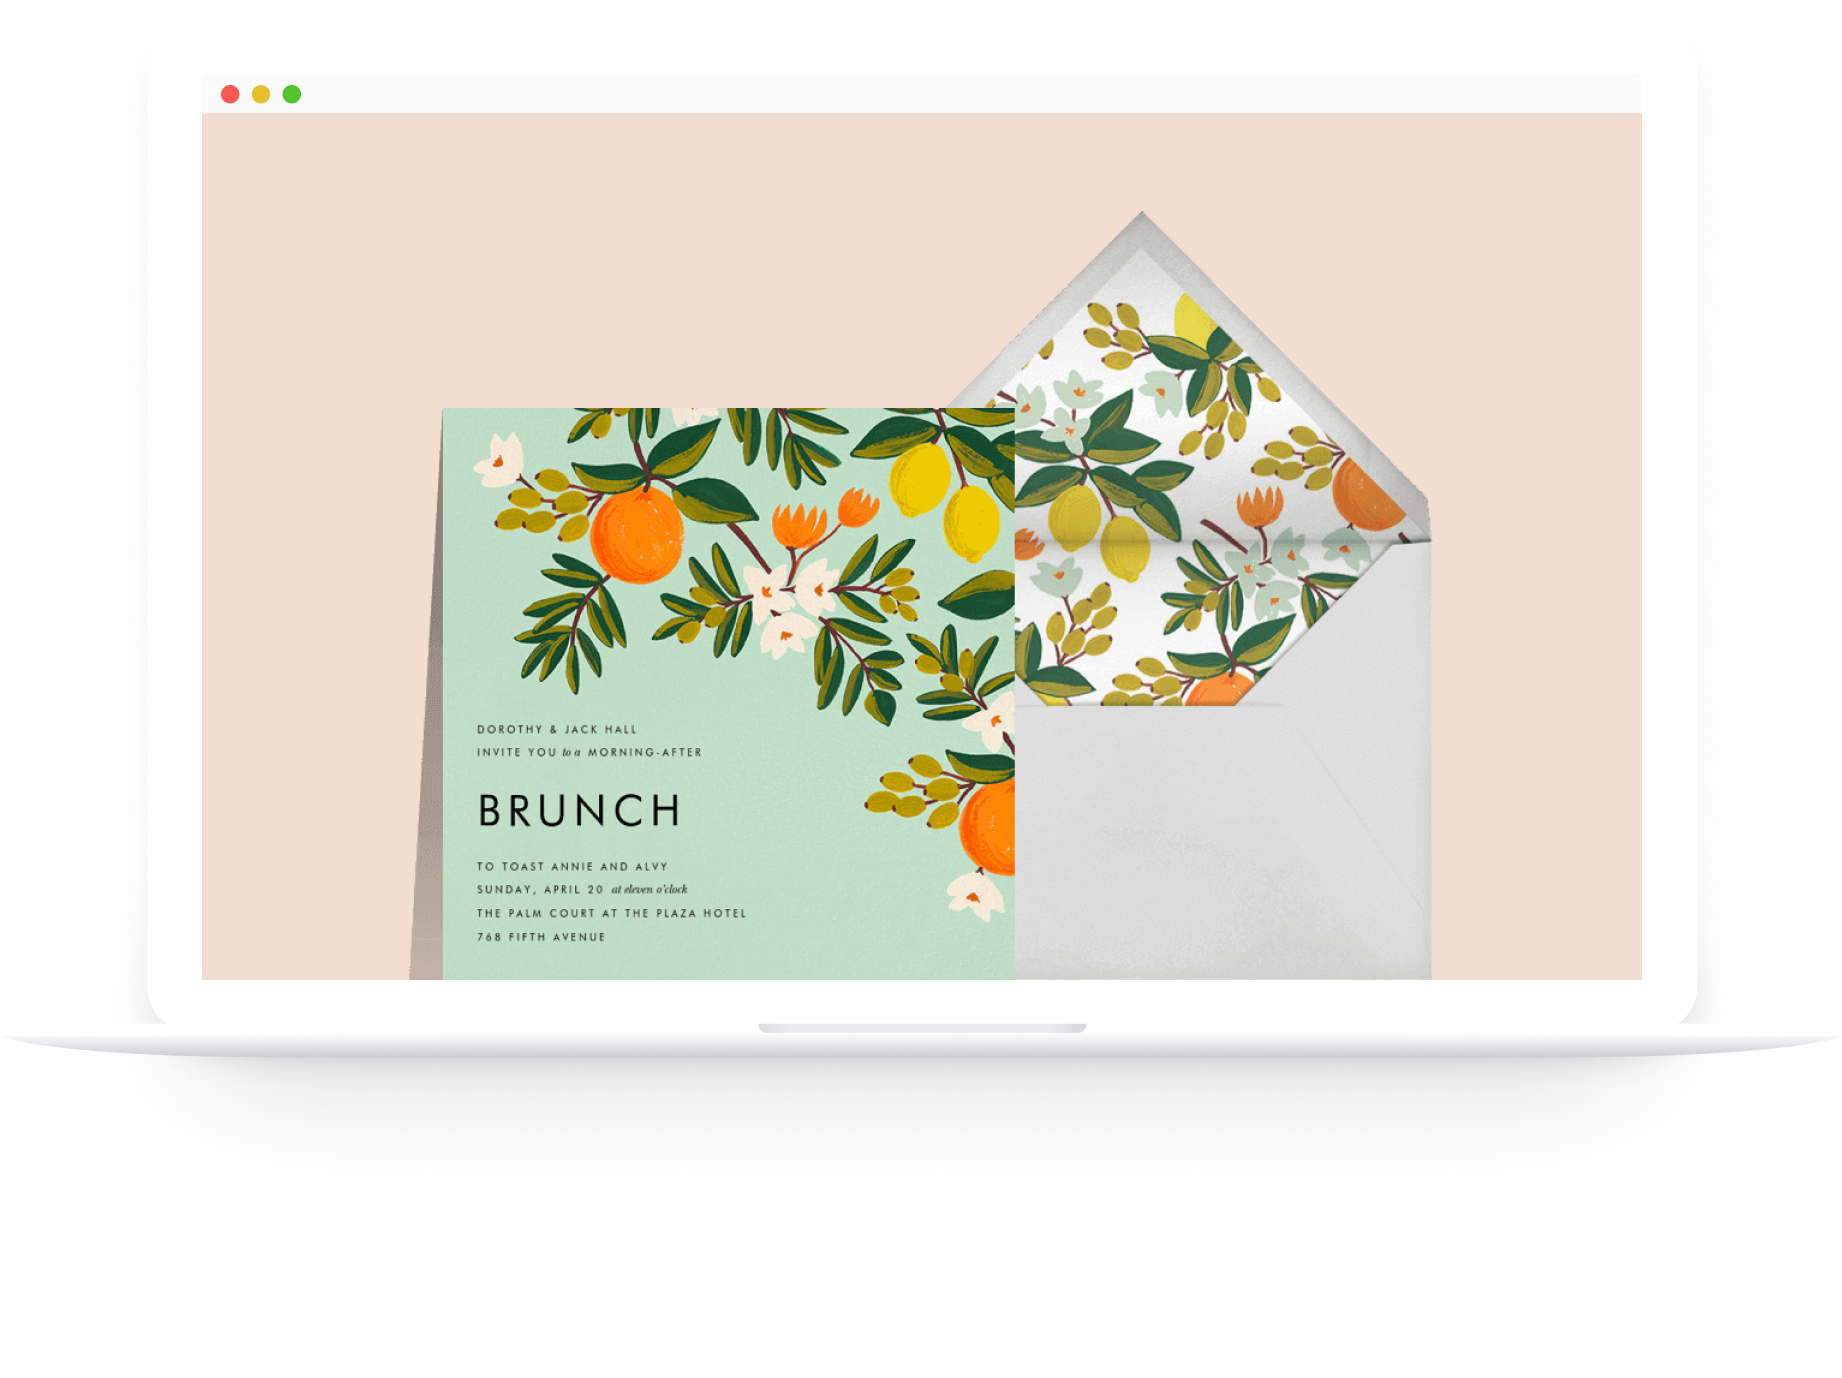 DOROTHY & JACK HALL
INVITE YOU to a MORNING-AFTER
BRUNCH
TO TOAST ANNIE AND ALVY
SUNDAY, APRIL 20 at eleven o'clock
THE PALM COURT AT THE PLAZA HOTEL
768 FIFTH AVENUE